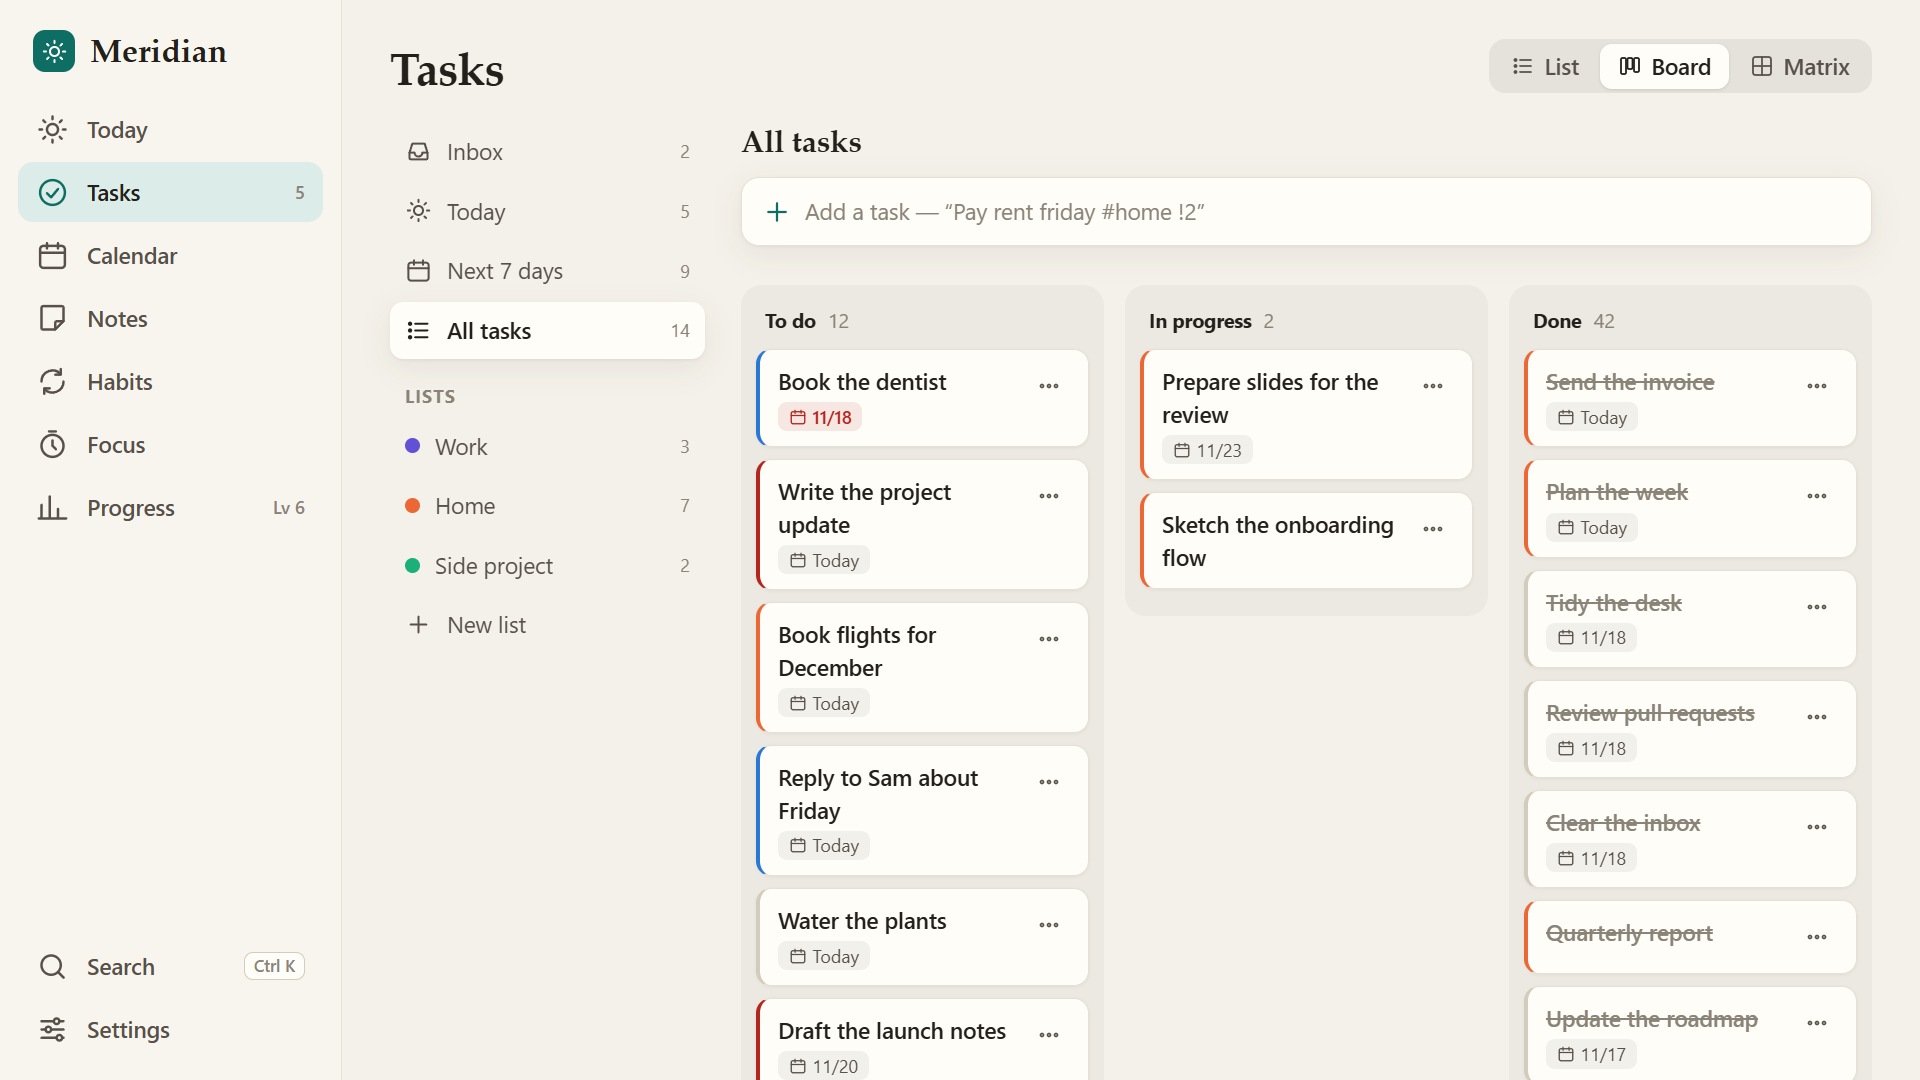 Meridian
Today
Tasks 5
Calendar
Notes
Habits
Focus
Progress Lv 6
Search Ctrl K
Settings
Tasks
List Board Matrix
Inbox 2
Today 5
Next 7 days 9
All tasks 14
LISTS
Work 3
Home 7
Side project 2
New list
All tasks
Add a task — “Pay rent friday #home !2”
To do 12
Book the dentist
11/18
Write the project
update
Today
Book flights for
December
Today
Reply to Sam about
Friday
Today
Water the plants
Today
Draft the launch notes
11/20
In progress 2
Prepare slides for the
review
11/23
Sketch the onboarding
flow
Done 42
Send the invoice
Today
Plan the week
Today
Tidy the desk
11/18
Review pull requests
11/18
Clear the inbox
11/18
Quarterly report
Update the roadmap
11/17